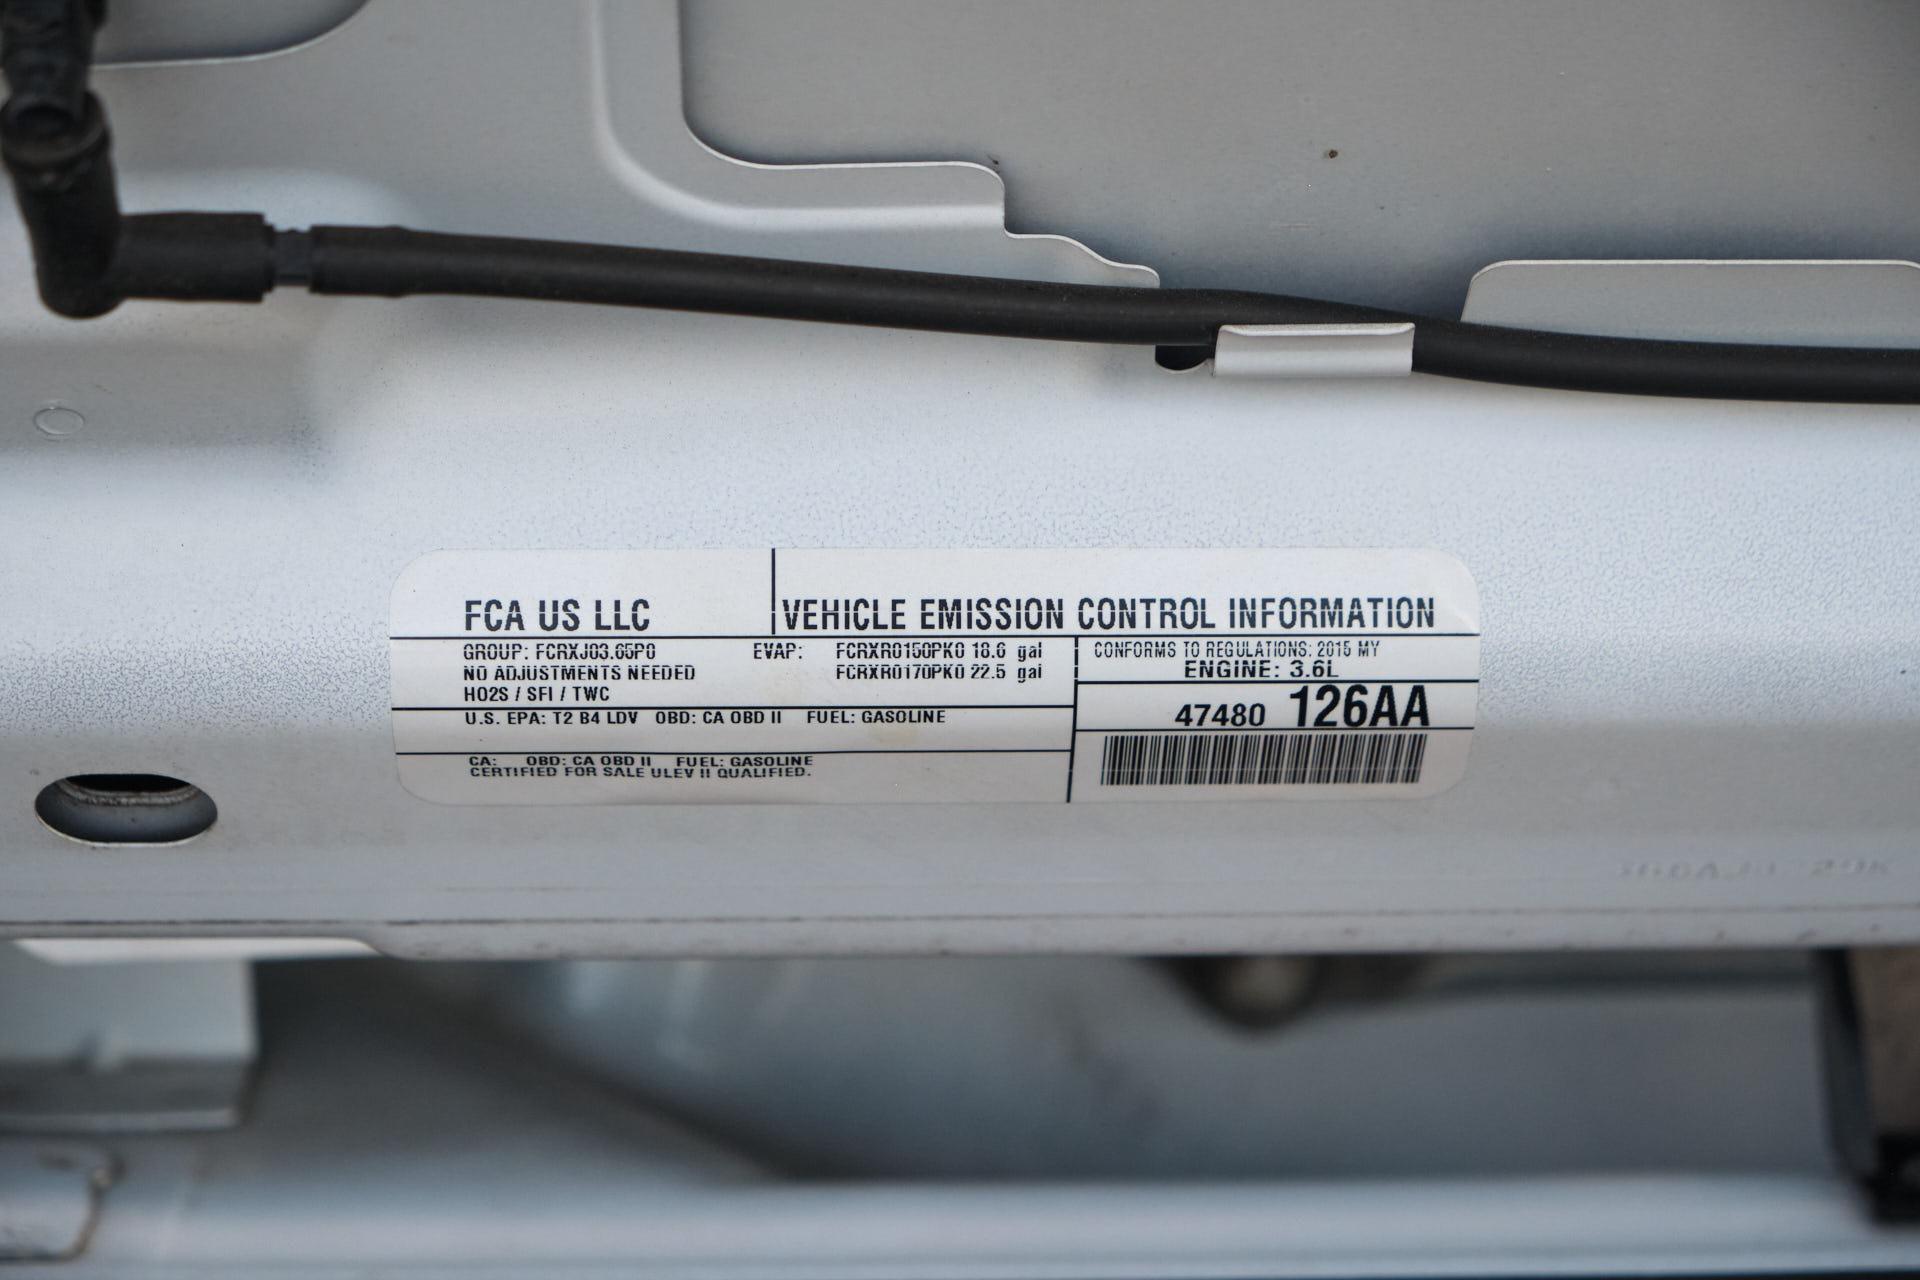 FCA US LLC
VEHICLE EMISSION CONTROL INFORMATION
GROUP: FCRXJ03.65P0
NO ADJUSTMENTS NEEDED
HO2S / SFI / TWC
EVAP: FCRXR0150PK0 18.6 gal
FCRXR0170PK0 22.5 gal
CONFORMS TO REGULATIONS: 2015 MY
ENGINE: 3.6L
U.S. EPA: T2 B4 LDV OBD: CA OBD II FUEL: GASOLINE
47480 126AA
CA: OBD: CA OBD II FUEL: GASOLINE
CERTIFIED FOR SALE ULEV II QUALIFIED.